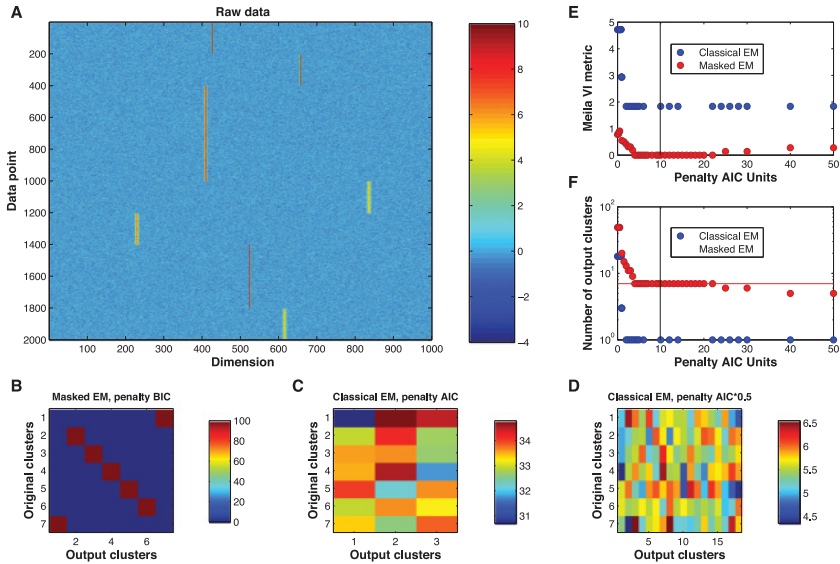 A
Raw data
200
400
600
800
1000
1200
1400
1600
1800
2000
Data point
200 400 600 800 1000
Dimension
10
8
6
4
2
0
-2
-4
E
5
4
3
2
1
0
Meila VI metric
Classical EM
Masked EM
0 10 20 30 40 50
Penalty AIC Units
F
10^2
10^1
10^0
Number of output clusters
Classical EM
Masked EM
0 10 20 30 40 50
Penalty AIC Units
B
Masked EM, penalty BIC
1
2
3
4
5
6
7
Original clusters
2 4 6
Output clusters
100
80
60
40
20
0
C
Classical EM, penalty AIC
1
2
3
4
5
6
7
Original clusters
1 2 3
Output clusters
34
33
32
31
D
Classical EM, penalty AIC*0,5
1
2
3
4
5
6
7
Original clusters
5 10 15
Output clusters
6.5
6
5.5
5
4.5